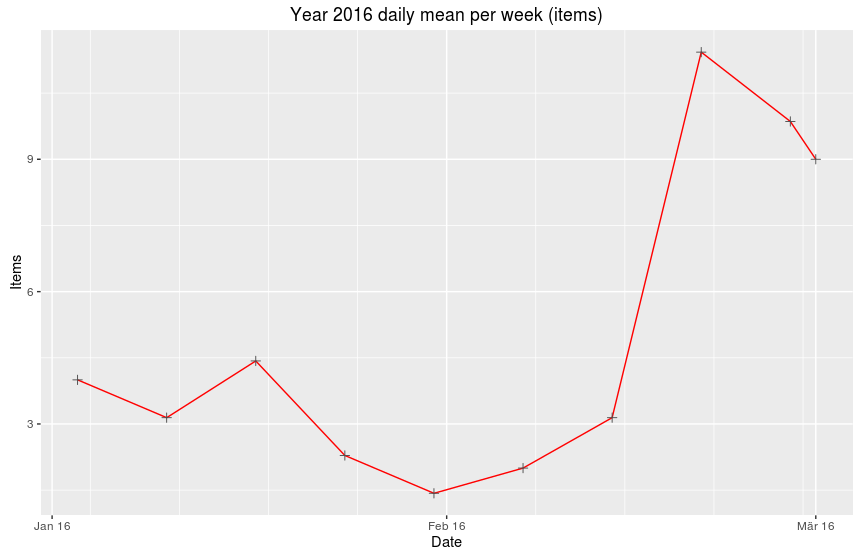 Year 2016 daily mean per week (items)
Items
9
6
3
Jan 16
Feb 16
Mär 16
Date